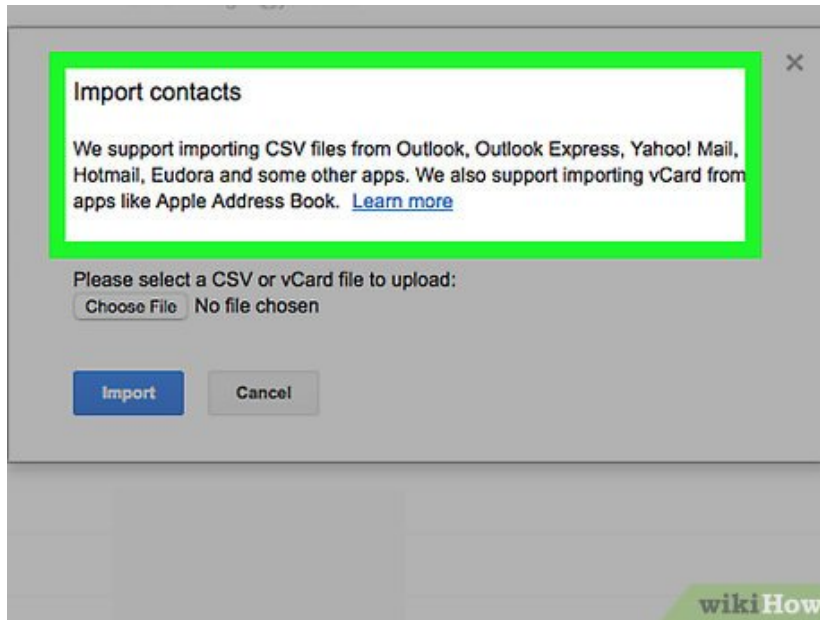 Import contacts
We support importing CSV files from Outlook, Outlook Express, Yahoo! Mail,
Hotmail, Eudora and some other apps. We also support importing vCard from
apps like Apple Address Book. Learn more
Please select a CSV or vCard file to upload:
Choose File No file chosen
Import Cancel
wikiHow